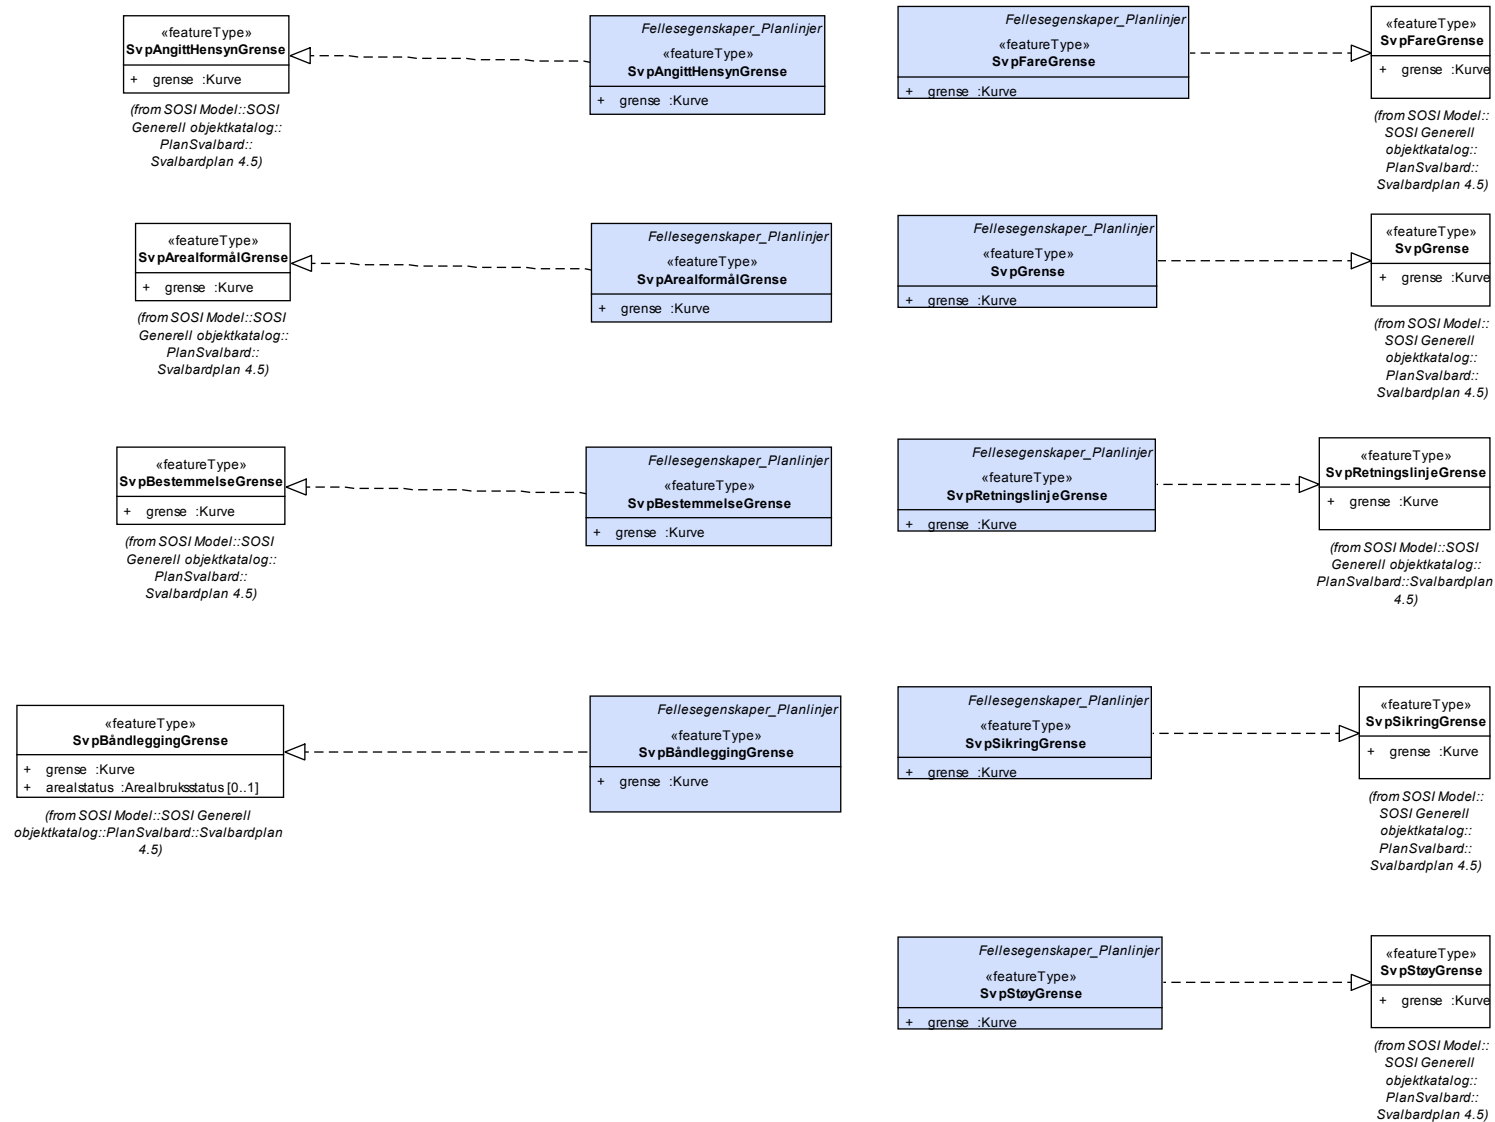 «featureType»
SvpAngittHensynGrense
+ grense :Kurve
(from SOSI Model::SOSI
Generell objektkatalog::
PlanSvalbard::
Svalbardplan 4.5)
Fellesegenskaper_Planlinjer
«featureType»
SvpAngittHensynGrense
+ grense :Kurve
Fellesegenskaper_Planlinjer
«featureType»
SvpFareGrense
+ grense :Kurve
«featureType»
SvpFareGrense
+ grense :Kurve
(from SOSI Model::
SOSI Generell
objektkatalog::
PlanSvalbard::
Svalbardplan 4.5)
«featureType»
SvpArealformålGrense
+ grense :Kurve
(from SOSI Model::SOSI
Generell objektkatalog::
PlanSvalbard::
Svalbardplan 4.5)
Fellesegenskaper_Planlinjer
«featureType»
SvpArealformålGrense
+ grense :Kurve
Fellesegenskaper_Planlinjer
«featureType»
SvpGrense
+ grense :Kurve
«featureType»
SvpGrense
+ grense :Kurve
(from SOSI Model::
SOSI Generell
objektkatalog::
PlanSvalbard::
Svalbardplan 4.5)
«featureType»
SvpBestemmelseGrense
+ grense :Kurve
(from SOSI Model::SOSI
Generell objektkatalog::
PlanSvalbard::
Svalbardplan 4.5)
Fellesegenskaper_Planlinjer
«featureType»
SvpBestemmelseGrense
+ grense :Kurve
Fellesegenskaper_Planlinjer
«featureType»
SvpRetningslinjeGrense
+ grense :Kurve
«featureType»
SvpRetningslinjeGrense
+ grense :Kurve
(from SOSI Model::SOSI
Generell objektkatalog::
PlanSvalbard::Svalbardplan
4.5)
«featureType»
SvpBåndleggingGrense
+ grense :Kurve
+ arealstatus :Arealbruksstatus [0..1]
(from SOSI Model::SOSI Generell
objektkatalog::PlanSvalbard::Svalbardplan
4.5)
Fellesegenskaper_Planlinjer
«featureType»
SvpBåndleggingGrense
+ grense :Kurve
Fellesegenskaper_Planlinjer
«featureType»
SvpSikringGrense
+ grense :Kurve
«featureType»
SvpSikringGrense
+ grense :Kurve
(from SOSI Model::
SOSI Generell
objektkatalog::
PlanSvalbard::
Svalbardplan 4.5)
Fellesegenskaper_Planlinjer
«featureType»
SvpStøyGrense
+ grense :Kurve
«featureType»
SvpStøyGrense
+ grense :Kurve
(from SOSI Model::
SOSI Generell
objektkatalog::
PlanSvalbard::
Svalbardplan 4.5)